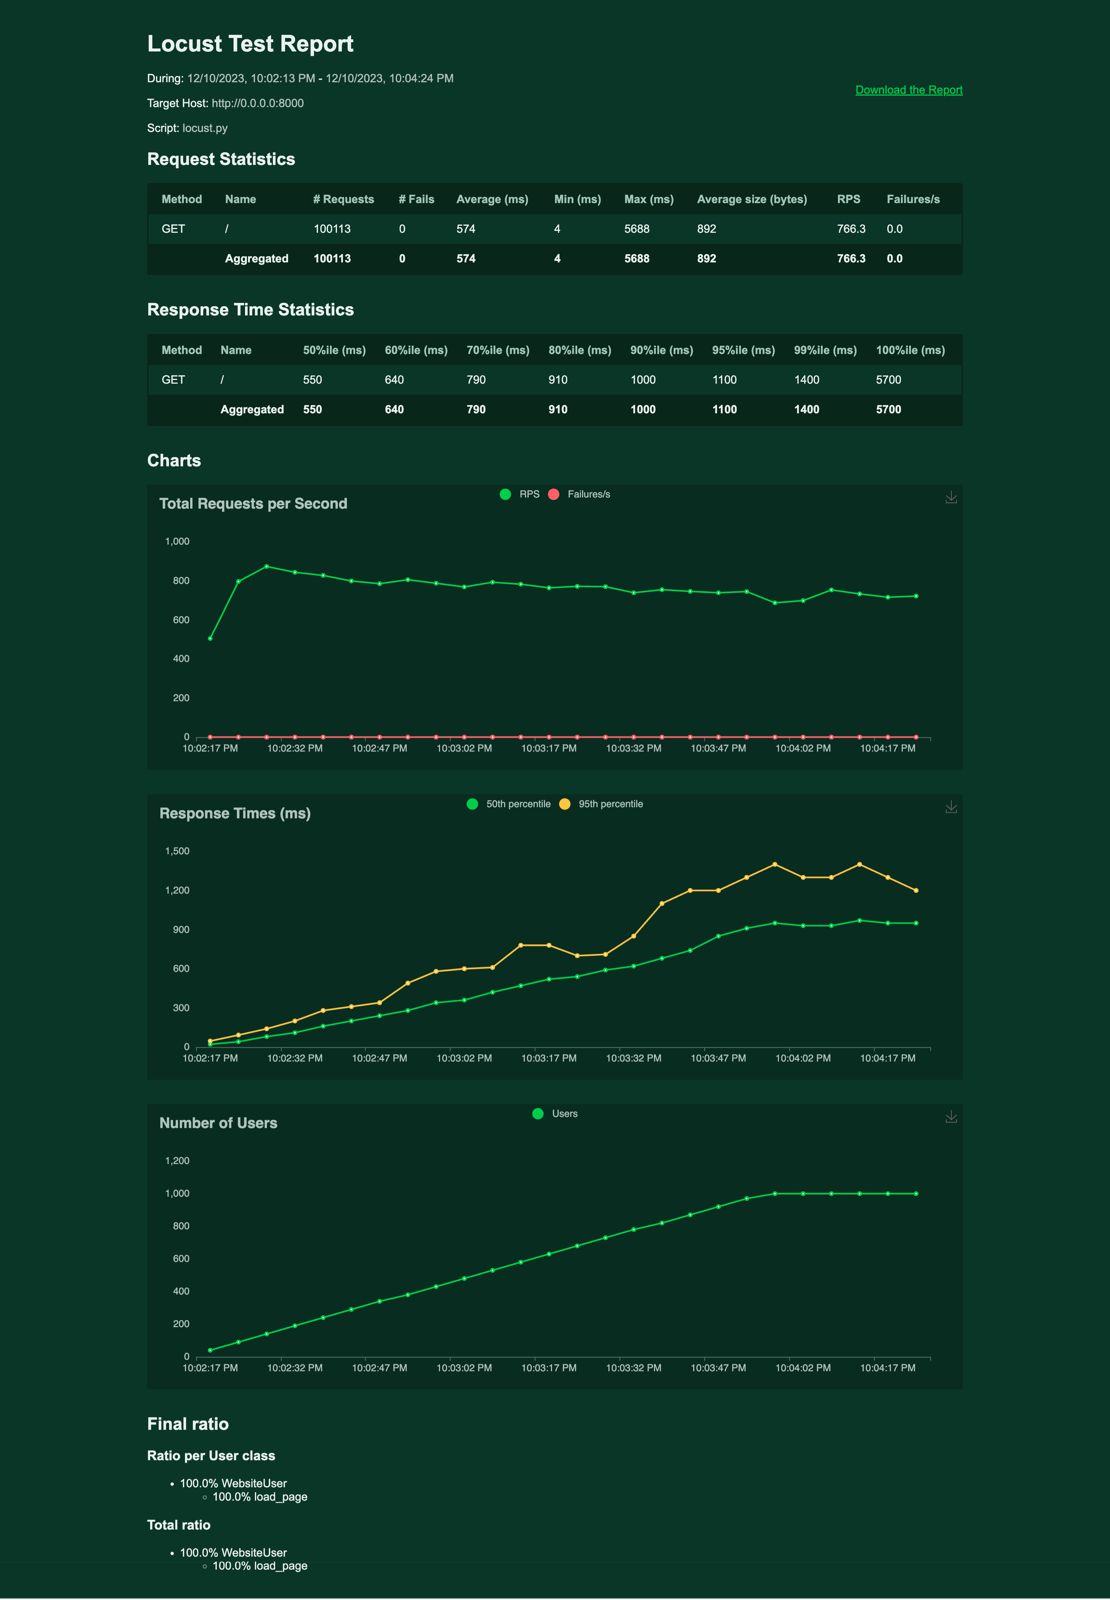 Locust Test Report
During: 12/10/2023, 10:02:13 PM - 12/10/2023, 10:04:24 PM
Download the Report
Target Host: http://0.0.0.0:8000
Script: locust.py
Request Statistics
Method Name # Requests # Fails Average (ms) Min (ms) Max (ms) Average size (bytes) RPS Failures/s
GET / 100113 0 574 4 5688 892 766.3 0.0
Aggregated 100113 0 574 4 5688 892 766.3 0.0
Response Time Statistics
Method Name 50%ile (ms) 60%ile (ms) 70%ile (ms) 80%ile (ms) 90%ile (ms) 95%ile (ms) 99%ile (ms) 100%ile (ms)
GET / 550 640 790 910 1000 1100 1400 5700
Aggregated 550 640 790 910 1000 1100 1400 5700
Charts
RPS Failures/s
Total Requests per Second
1,000
800
600
400
200
0
10:02:17 PM 10:02:32 PM 10:02:47 PM 10:03:02 PM 10:03:17 PM 10:03:32 PM 10:03:47 PM 10:04:02 PM 10:04:17 PM
50th percentile 95th percentile
Response Times (ms)
1,500
1,200
900
600
300
0
10:02:17 PM 10:02:32 PM 10:02:47 PM 10:03:02 PM 10:03:17 PM 10:03:32 PM 10:03:47 PM 10:04:02 PM 10:04:17 PM
Users
Number of Users
1,200
1,000
800
600
400
200
0
10:02:17 PM 10:02:32 PM 10:02:47 PM 10:03:02 PM 10:03:17 PM 10:03:32 PM 10:03:47 PM 10:04:02 PM 10:04:17 PM
Final ratio
Ratio per User class
• 100.0% WebsiteUser
◦ 100.0% load_page
Total ratio
• 100.0% WebsiteUser
◦ 100.0% load_page